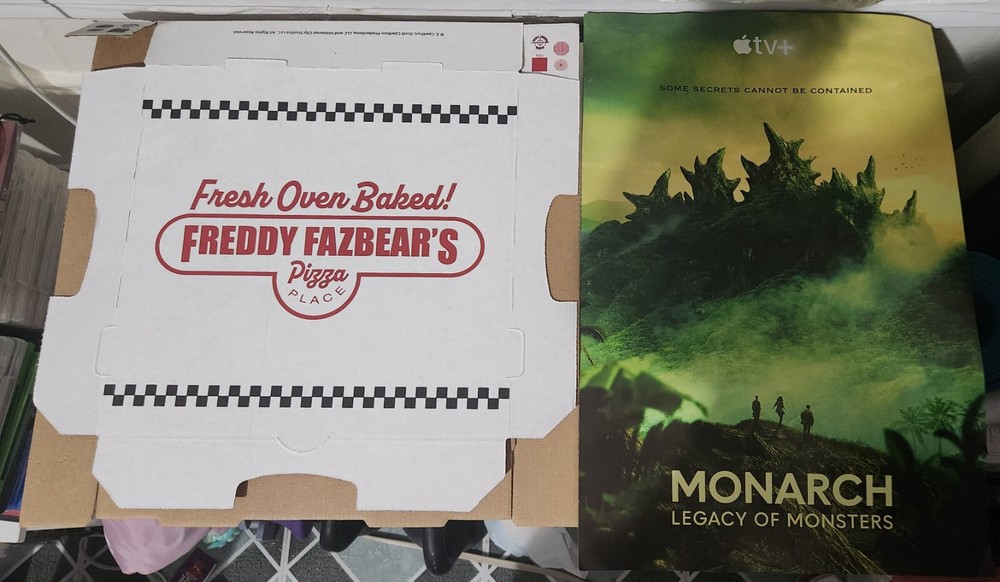 Fresh Oven Baked!
FREDDY FAZBEAR'S
Pizza
PLACE
tv+
SOME SECRETS CANNOT BE CONTAINED
MONARCH
LEGACY OF MONSTERS